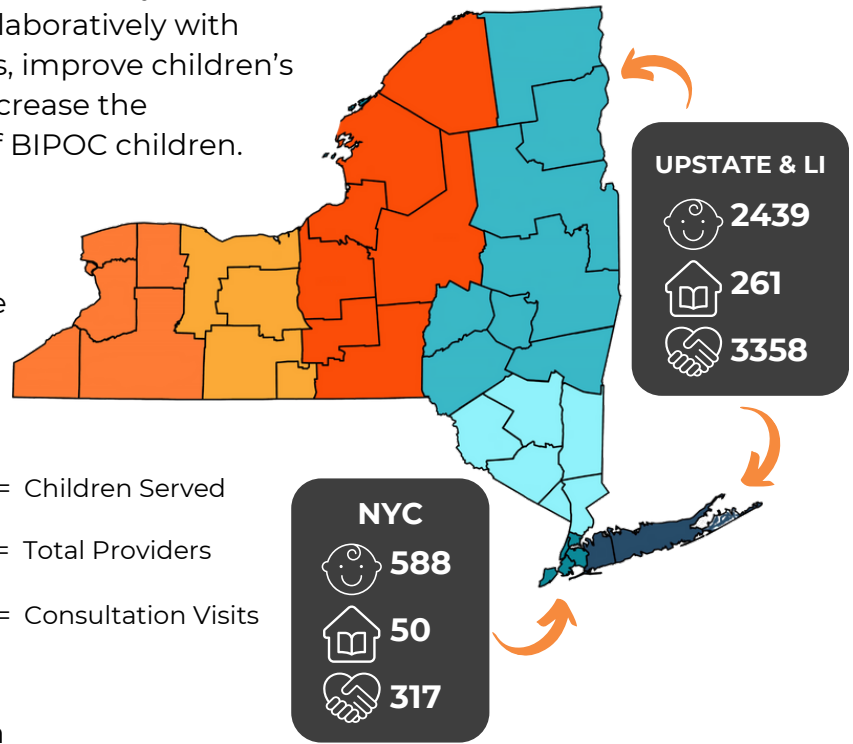 laboratively with
s, improve children's
crease the
f BIPOC children.
e
= Children Served
= Total Providers
= Consultation Visits
UPSTATE & LI
2439
261
3358
NYC
588
50
317